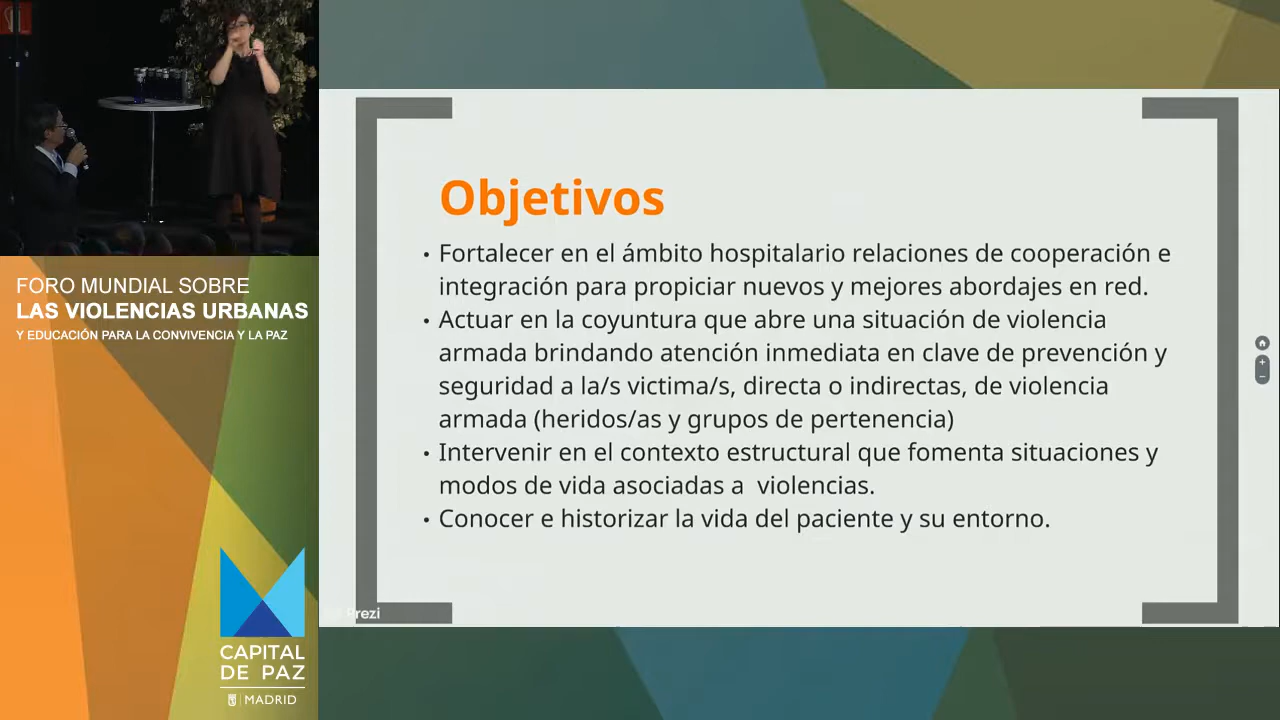 FORO MUNDIAL SOBRE
LAS VIOLENCIAS URBANAS
Y EDUCACIÓN PARA LA CONVIVENCIA Y LA PAZ
CAPITAL
DE PAZ
MADRID
Objetivos
• Fortalecer en el ámbito hospitalario relaciones de cooperación e
integración para propiciar nuevos y mejores abordajes en red.
• Actuar en la coyuntura que abre una situación de violencia
armada brindando atención inmediata en clave de prevención y
seguridad a la/s victima/s, directa o indirectas, de violencia
armada (heridos/as y grupos de pertenencia)
• Intervenir en el contexto estructural que fomenta situaciones y
modos de vida asociadas a  violencias.
• Conocer e historizar la vida del paciente y su entorno.
Prezi